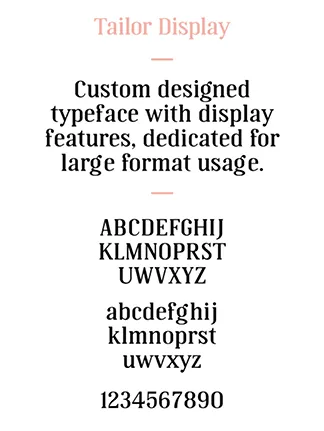 Tailor Display
Custom designed
typeface with display
features, dedicated for
large format usage.
ABCDEFGHIJ
KLMNOPRST
UWVXYZ
abcdefghij
klmnoprst
uwvxyz
1234567890